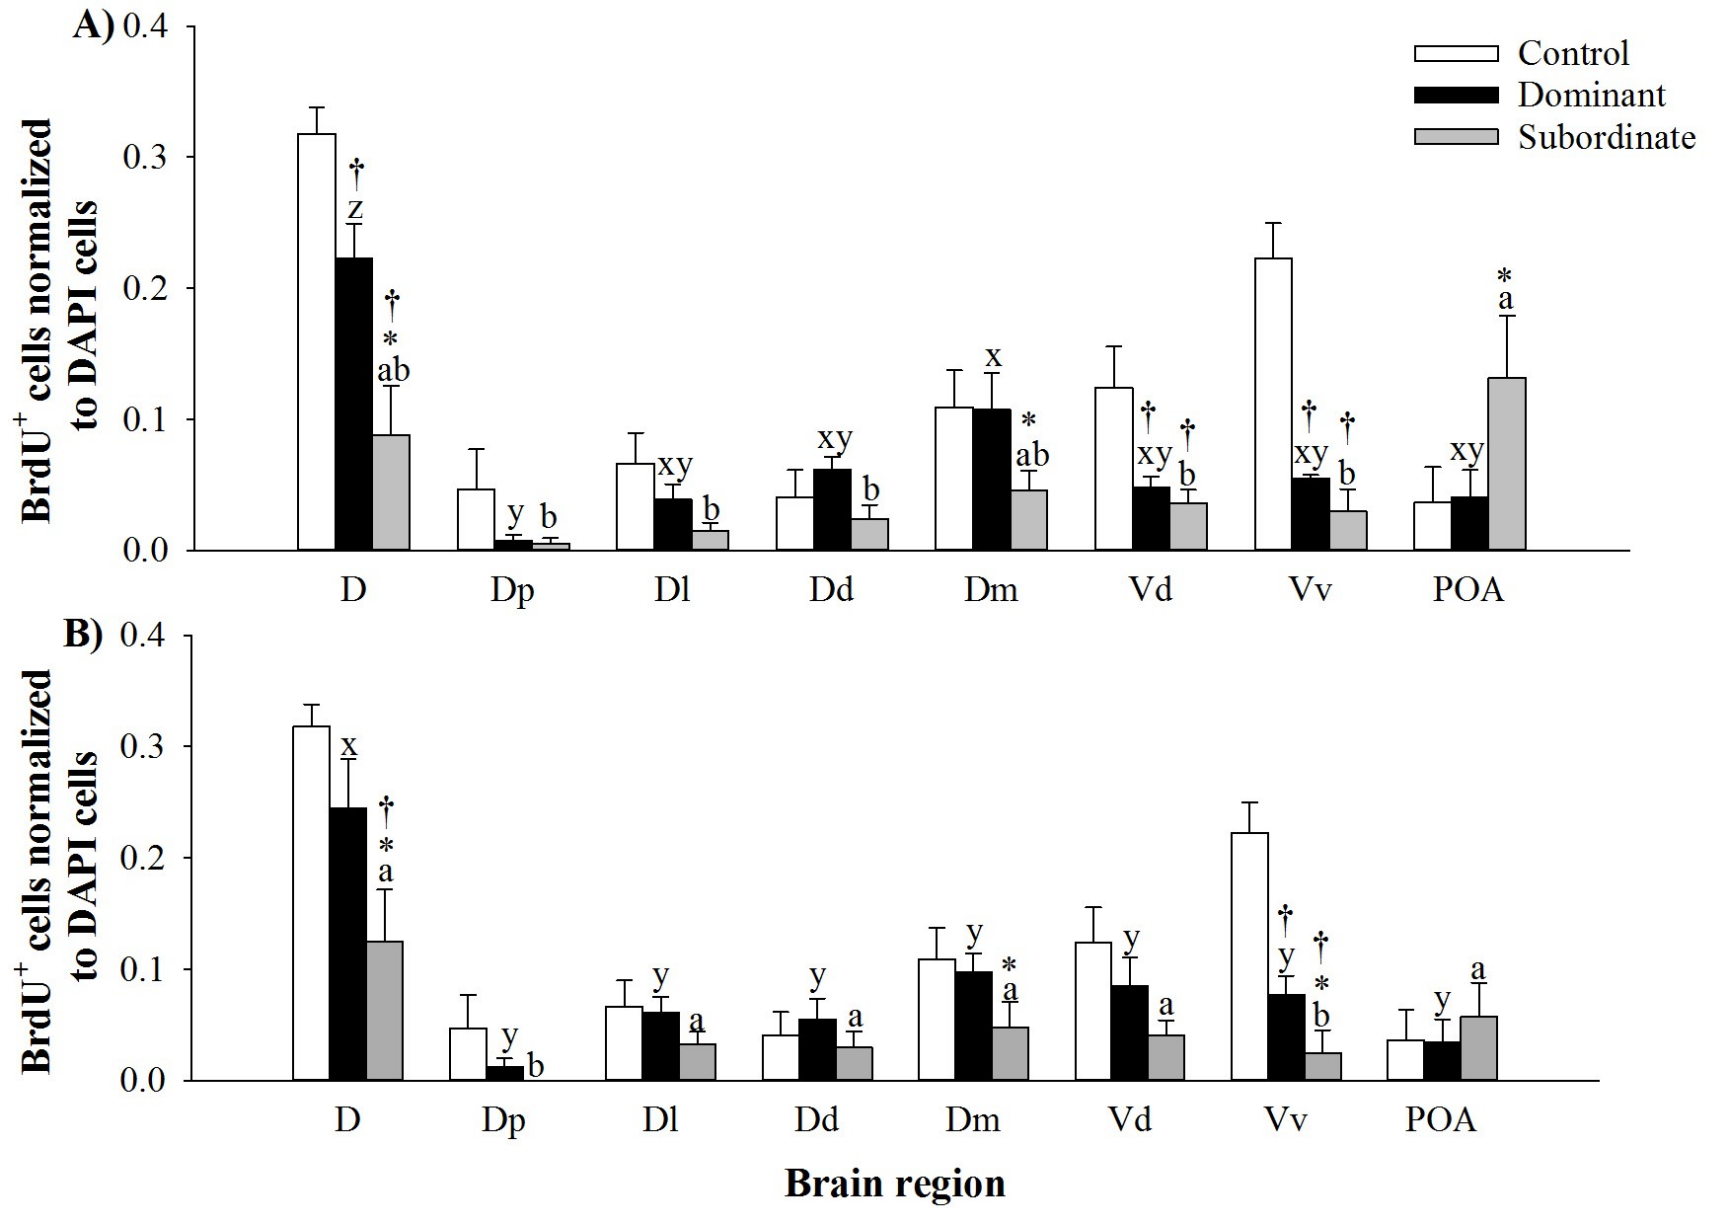 A) 0.4
0.3
0.2
0.1
0.0
BrdU+ cells normalized
to DAPI cells
Control
Dominant
Subordinate
†
z
†
*
ab
y
b
xy
b
xy
b
x
*
ab
†
xy
†
b
†
xy
†
b
xy
*
a
D Dp Dl Dd Dm Vd Vv POA
B) 0.4
0.3
0.2
0.1
0.0
BrdU+ cells normalized
to DAPI cells
x
†
*
a
y
b
y
a
y
a
y
*
a
y
a
†
y
†
*
b
y
a
D Dp Dl Dd Dm Vd Vv POA
Brain region